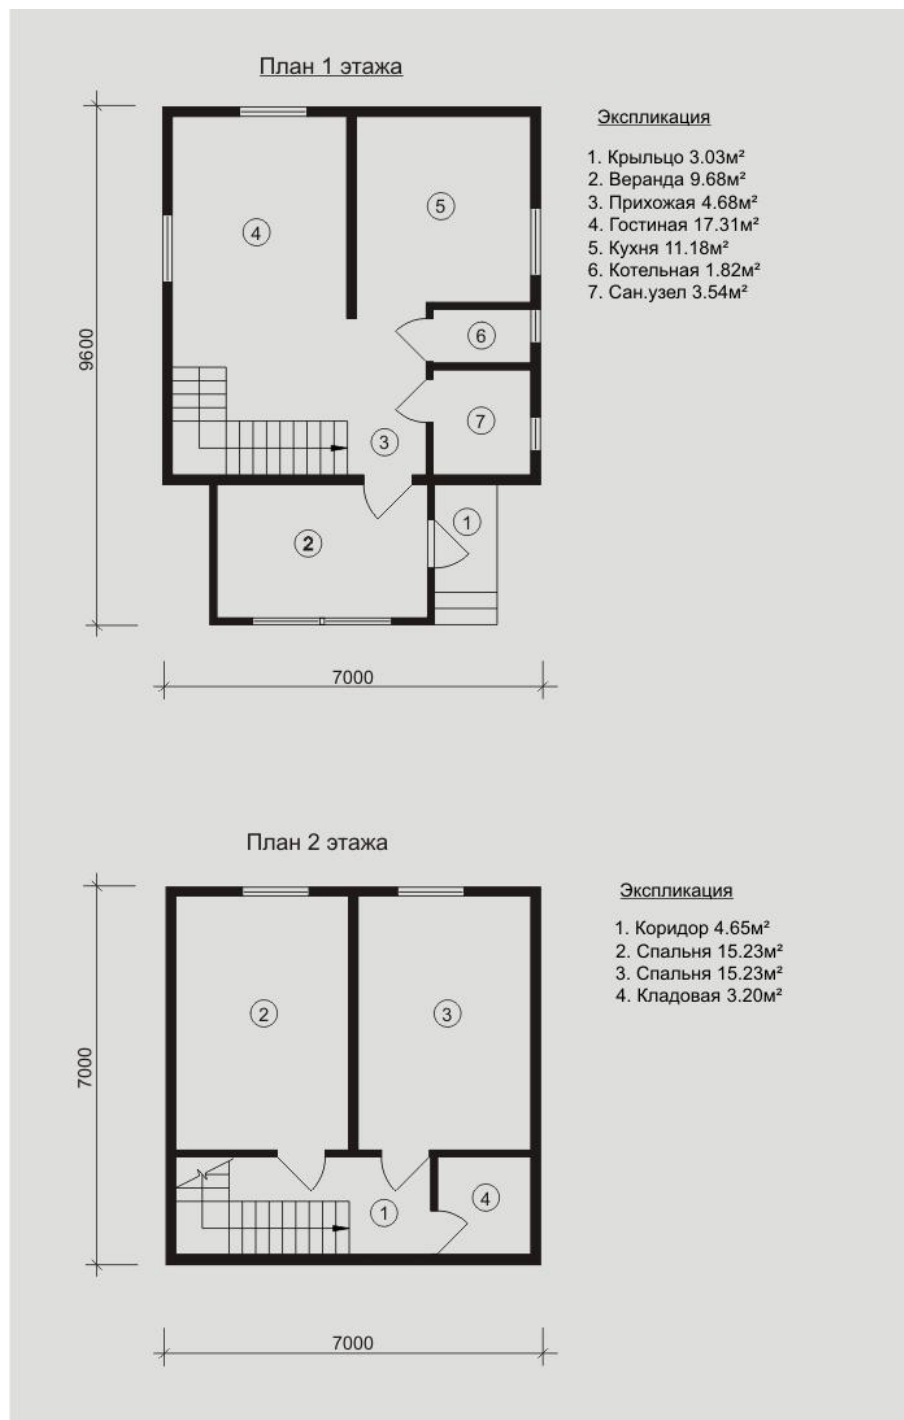 План 1 этажа
Экспликация
1. Крыльцо 3.03м²
2. Веранда 9.68м²
3. Прихожая 4.68м²
4. Гостиная 17.31м²
5. Кухня 11.18м²
6. Котельная 1.82м²
7. Сан.узел 3.54м²
9600
4
5
6
7
3
1
2
7000
План 2 этажа
Экспликация
1. Коридор 4.65м²
2. Спальня 15.23м²
3. Спальня 15.23м²
4. Кладовая 3.20м²
7000
2
3
4
1
7000